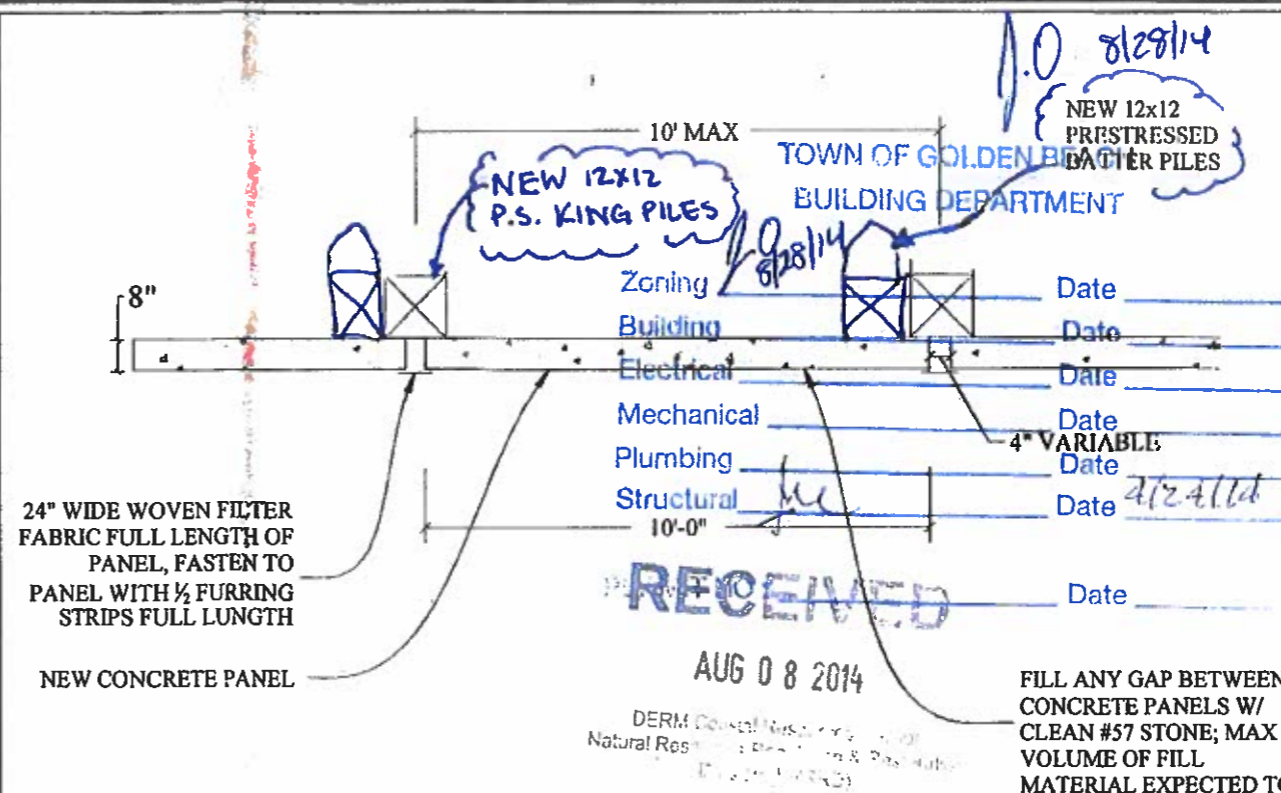 J.O 8/28/14
NEW 12x12
PRESTRESSED
BATTER PILES
10' MAX
TOWN OF GOLDEN BEACH
BUILDING DEPARTMENT
NEW 12X12
P.S. KING PILES
J.O
8/28/14
8"
Zoning Date
Building Date
Electrical Date
Mechanical Date
4" VARIABLE
Plumbing Date
Structural Date
10'-0"
24" WIDE WOVEN FILTER
FABRIC FULL LENGTH OF
PANEL, FASTEN TO
PANEL WITH ½ FURRING
STRIPS FULL LUNGTH
RECEIVED
Date
AUG 08 2014
NEW CONCRETE PANEL
DERM
Natural
FILL ANY GAP BETWEEN
CONCRETE PANELS W/
CLEAN #57 STONE; MAX
VOLUME OF FILL
MATERIAL EXPECTED TO